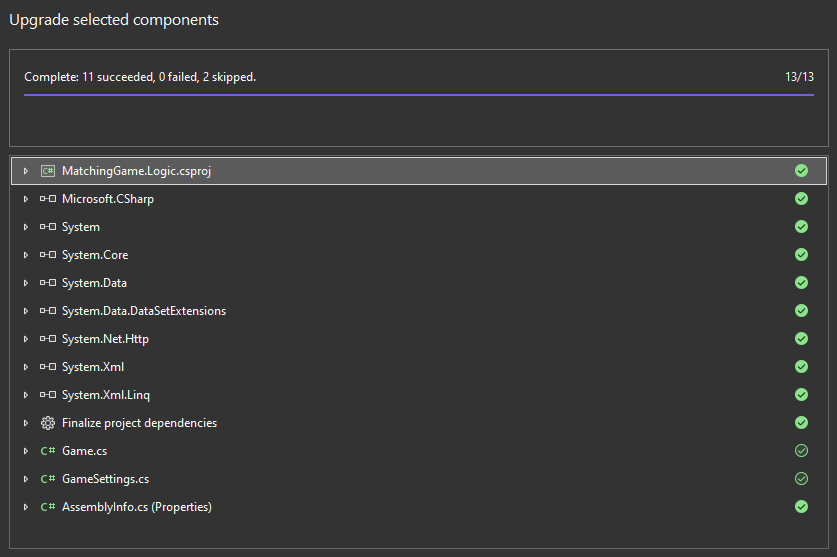 Upgrade selected components
Complete: 11 succeeded, 0 failed, 2 skipped. 13/13
C# MatchingGame.Logic.csproj
Microsoft.CSharp
System
System.Core
System.Data
System.Data.DataSetExtensions
System.Net.Http
System.Xml
System.Xml.Linq
Finalize project dependencies
C# Game.cs
C# GameSettings.cs
C# AssemblyInfo.cs (Properties)